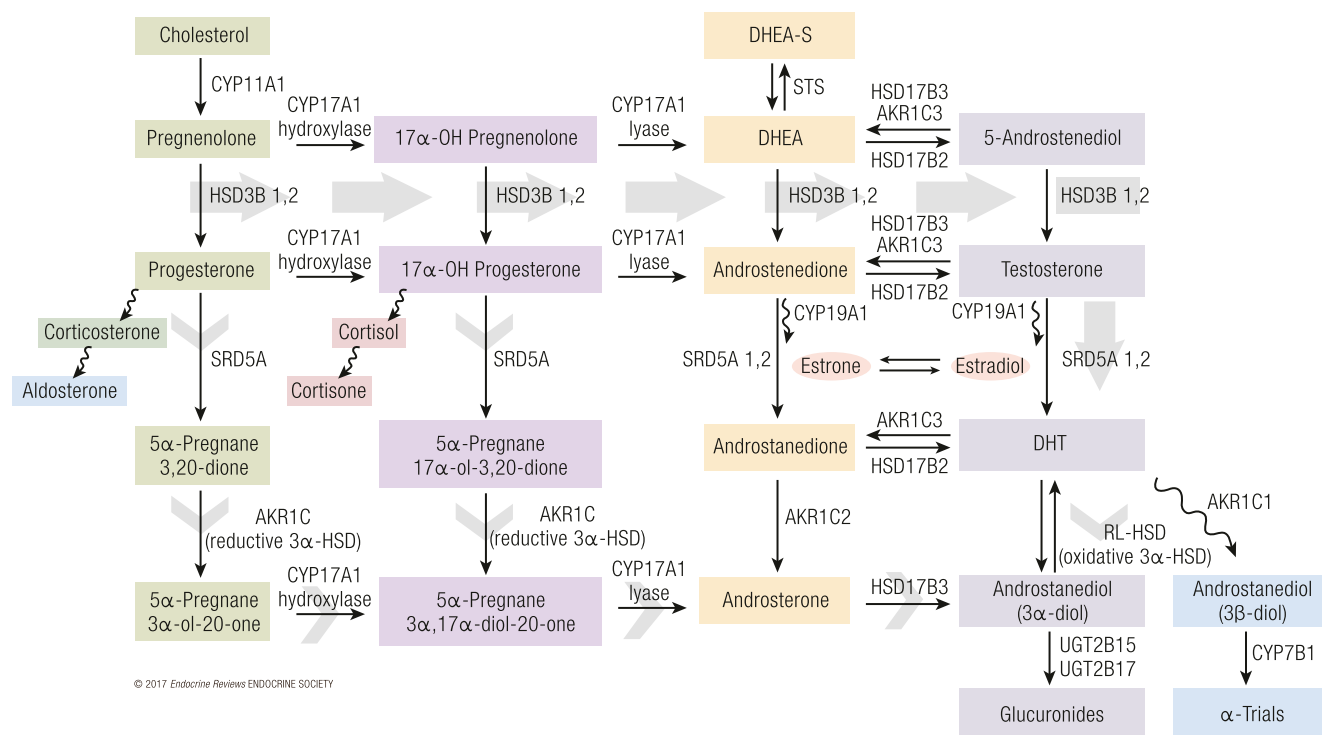 Cholesterol
DHEA-S
CYP11A1
STS
CYP17A1
hydroxylase
CYP17A1
lyase
HSD17B3
AKR1C3
HSD17B2
Pregnenolone
17α-OH Pregnenolone
DHEA
5-Androstenediol
HSD3B 1,2
HSD3B 1,2
HSD3B 1,2
HSD3B 1,2
CYP17A1
hydroxylase
CYP17A1
lyase
HSD17B3
AKR1C3
HSD17B2
Progesterone
17α-OH Progesterone
Androstenedione
Testosterone
CYP19A1
CYP19A1
Corticosterone
Cortisol
SRD5A
SRD5A
SRD5A 1,2
Estrone
Estradiol
SRD5A 1,2
Aldosterone
Cortisone
5α-Pregnane
3,20-dione
5α-Pregnane
17α-ol-3,20-dione
Androstanedione
AKR1C3
HSD17B2
DHT
AKR1C
(reductive 3α-HSD)
AKR1C
(reductive 3α-HSD)
AKR1C2
RL-HSD
(oxidative 3α-HSD)
AKR1C1
CYP17A1
hydroxylase
CYP17A1
lyase
HSD17B3
5α-Pregnane
3α-ol-20-one
5α-Pregnane
3α,17α-diol-20-one
Androsterone
Androstanediol
(3α-diol)
Androstanediol
(3β-diol)
UGT2B15
UGT2B17
CYP7B1
Glucuronides
α-Trials
© 2017 Endocrine Reviews ENDOCRINE SOCIETY